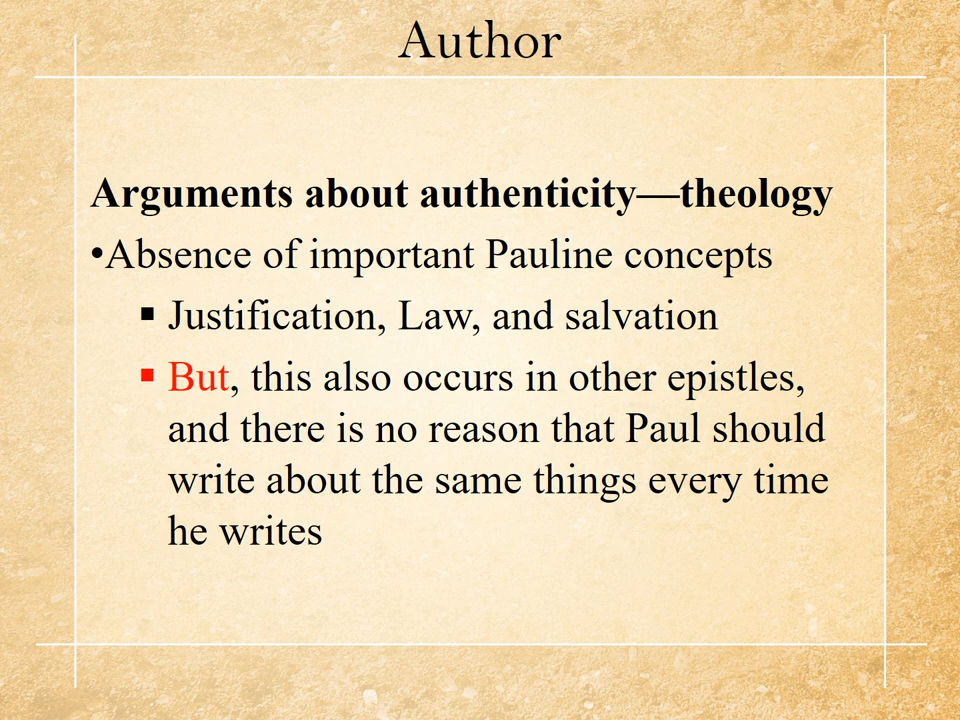 Author
Arguments about authenticity—theology
•Absence of important Pauline concepts
▪ Justification, Law, and salvation
▪ But, this also occurs in other epistles,
and there is no reason that Paul should
write about the same things every time
he writes